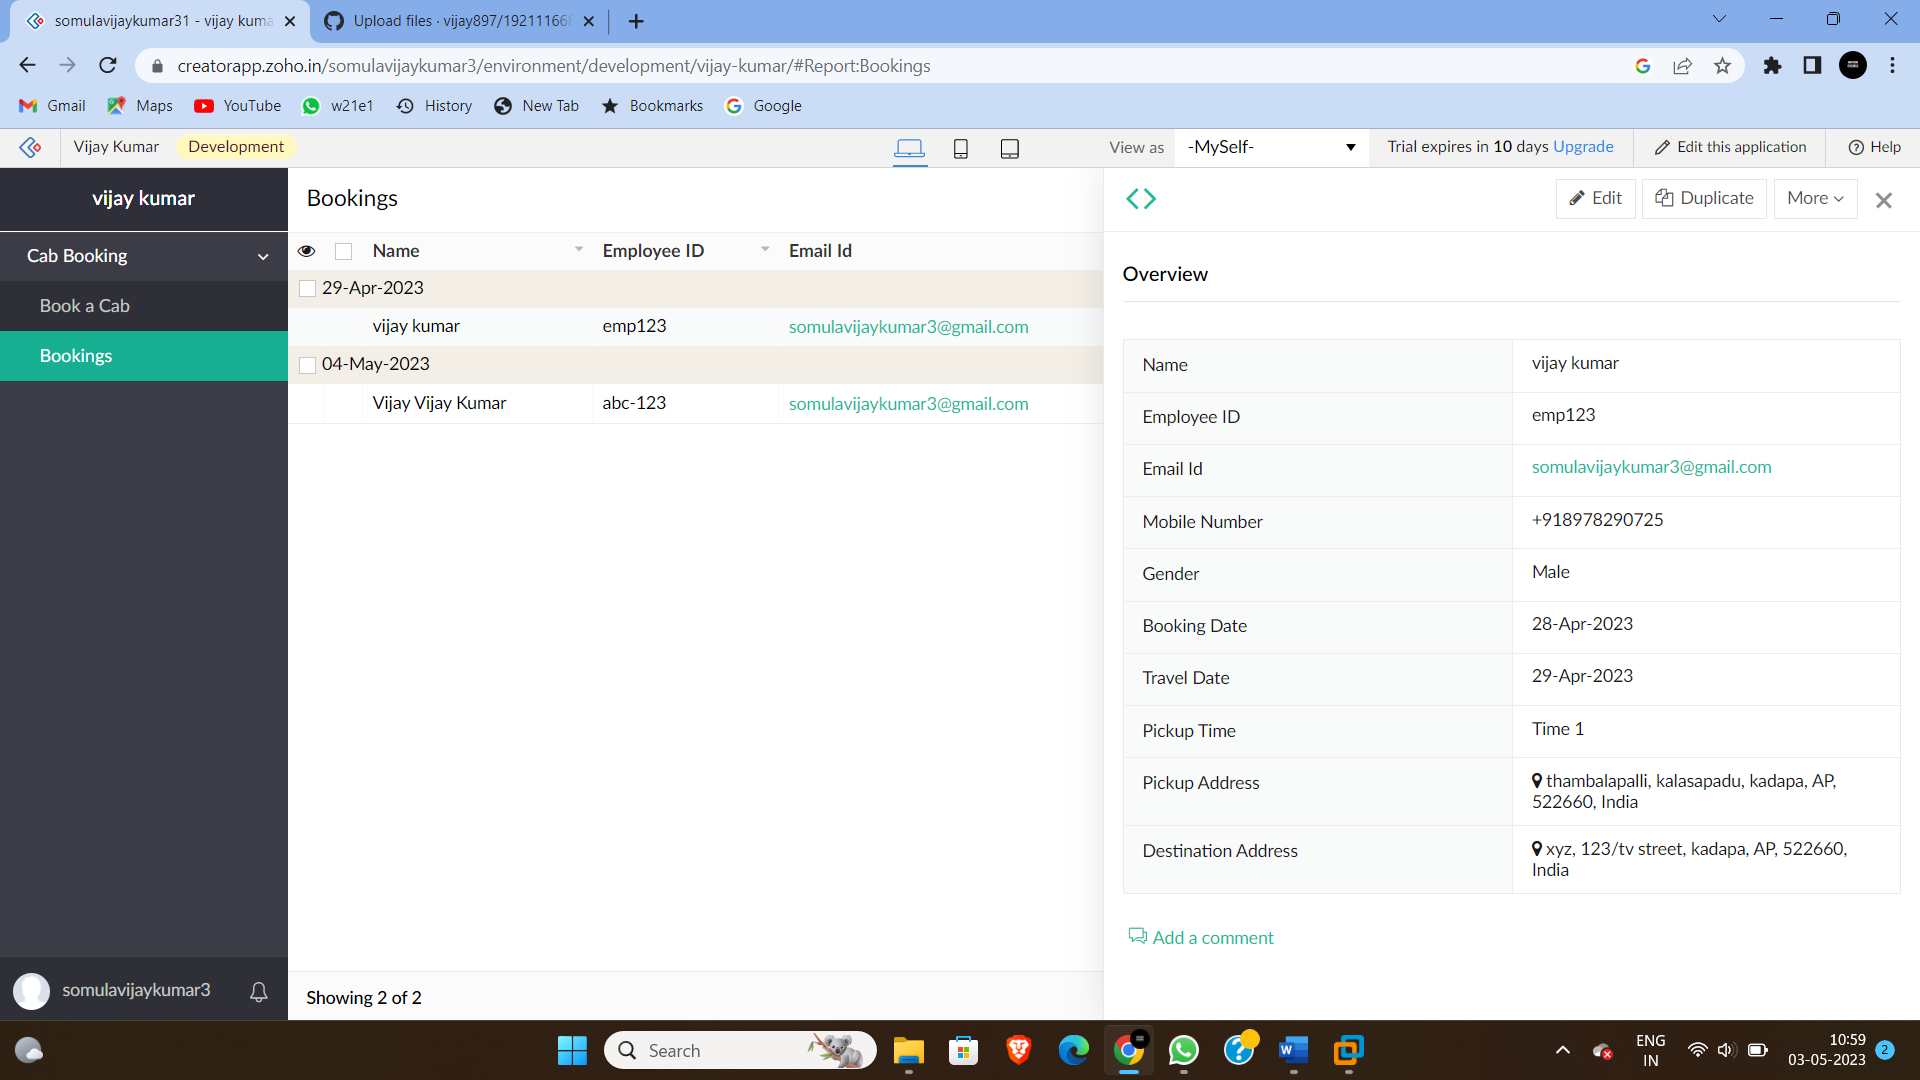 somulavijaykumar31 - vijay kuma
Upload files · vijay897/19211166
creatorapp.zoho.in/somulavijaykumar3/environment/development/vijay-kumar/#Report:Bookings
Gmail
Maps
YouTube
w21e1
History
New Tab
Bookmarks
Google
Vijay Kumar
Development
View as
-MySelf-
Trial expires in 10 days Upgrade
Edit this application
Help
vijay kumar
Cab Booking
Book a Cab
Bookings
somulavijaykumar3
Bookings
Name
Employee ID
Email Id
29-Apr-2023
vijay kumar
emp123
somulavijaykumar3@gmail.com
04-May-2023
Vijay Vijay Kumar
abc-123
somulavijaykumar3@gmail.com
Showing 2 of 2
Edit
Duplicate
More
Overview
Name
vijay kumar
Employee ID
emp123
Email Id
somulavijaykumar3@gmail.com
Mobile Number
+918978290725
Gender
Male
Booking Date
28-Apr-2023
Travel Date
29-Apr-2023
Pickup Time
Time 1
Pickup Address
thambalapalli, kalasapadu, kadapa, AP,
522660, India
Destination Address
xyz, 123/tv street, kadapa, AP, 522660,
India
Add a comment
Search
ENG
IN
10:59
03-05-2023
2